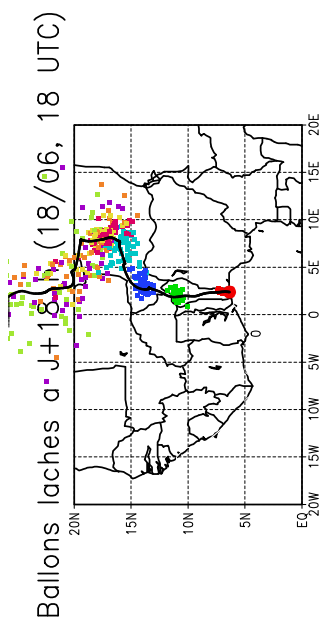 Ballons laches a J+18 (18/06, 18 UTC)
20N
15N
10N
5N
EQ
20W
15W
10W
5W
0
5E
10E
15E
20E
0